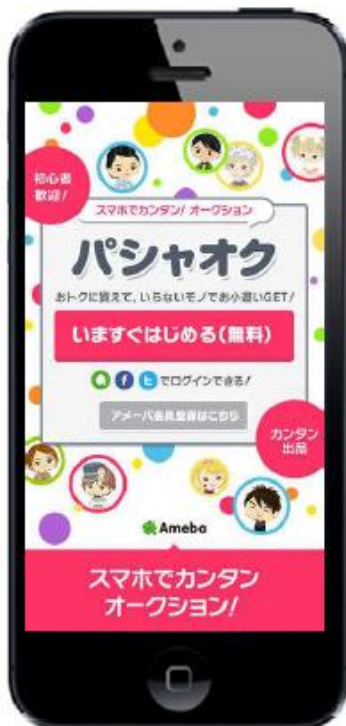 初心者
歓迎!
スマホでカンタン! オークション
パシャオク
おトクに買えて、いらないモノでお小遣いGET!
いますぐはじめる(無料)
でログインできる!
アメーバ会員登録はこちら
カンタン
出品
Ameba
スマホでカンタン
オークション!